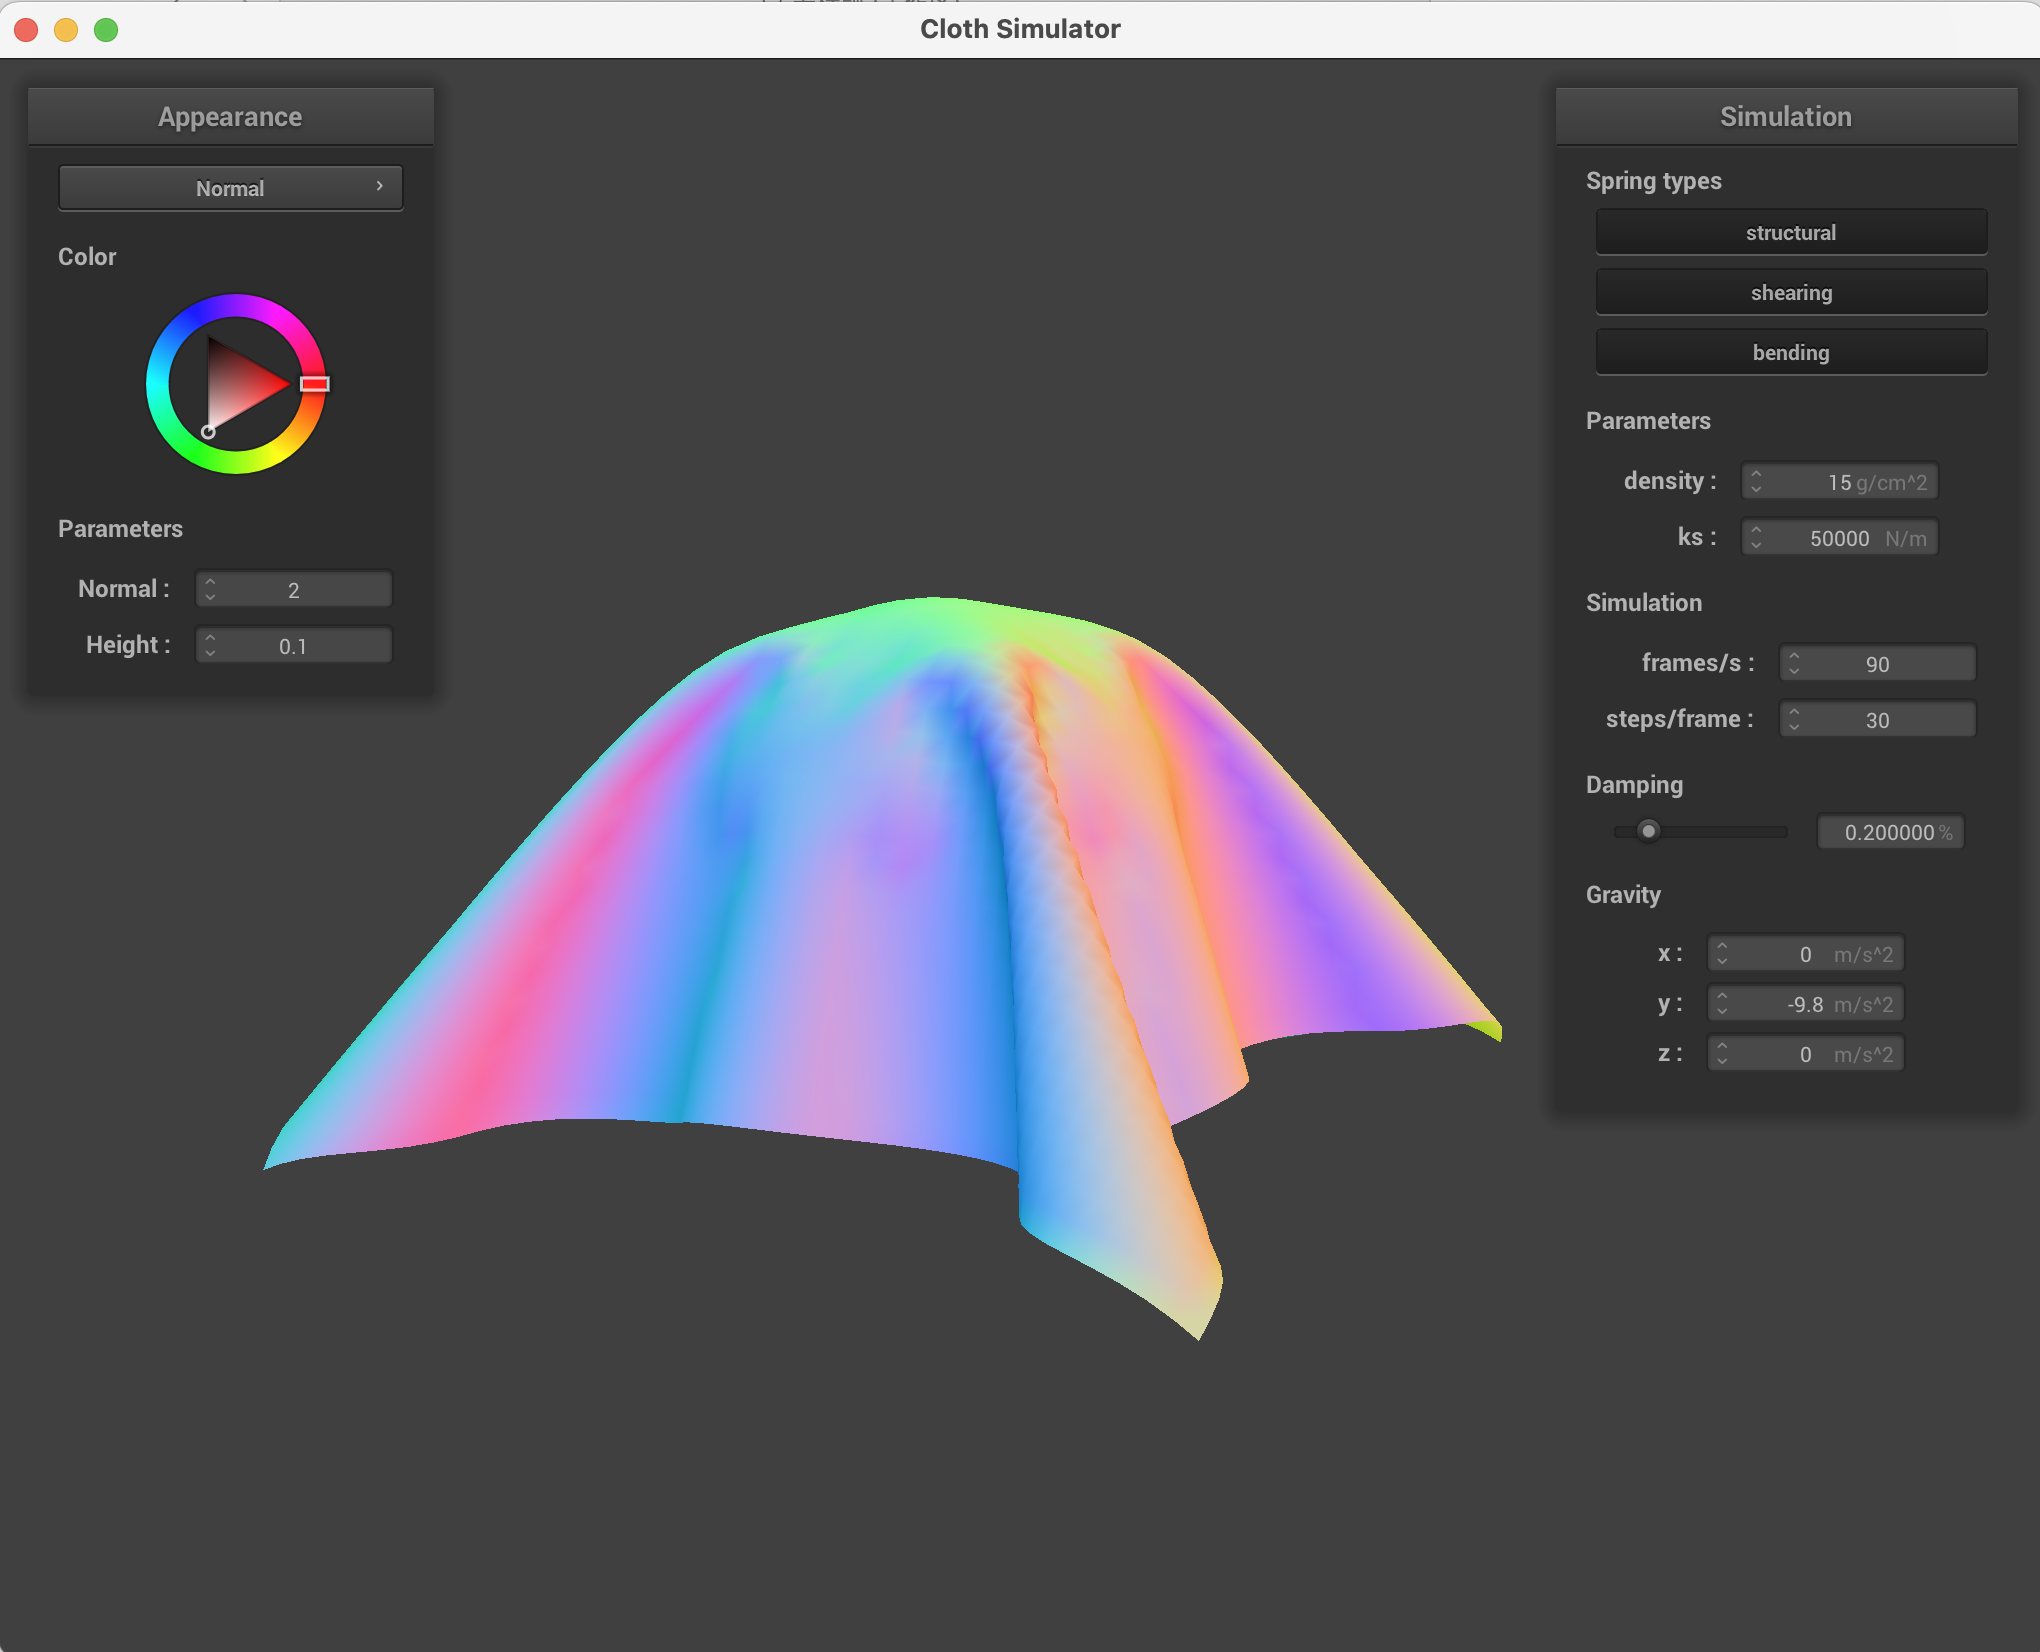 Cloth Simulator
Appearance
Normal
Color
Parameters
Normal : 2
Height : 0.1
Simulation
Spring types
structural
shearing
bending
Parameters
density : 15 g/cm^2
ks : 50000 N/m
Simulation
frames/s : 90
steps/frame : 30
Damping
0.200000 %
Gravity
x : 0 m/s^2
y : -9.8 m/s^2
z : 0 m/s^2